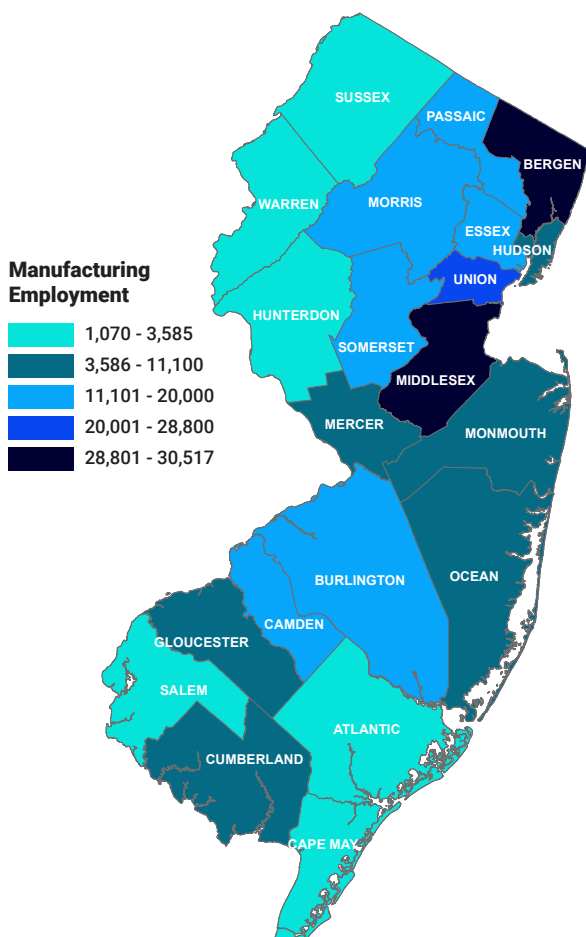 SUSSEX
PASSAIC
BERGEN
WARREN
MORRIS
ESSEX
HUDSON
Manufacturing
Employment
UNION
HUNTERDON
1,070 - 3,585
SOMERSET
3,586 - 11,100
MIDDLESEX
11,101 - 20,000
MERCER
20,001 - 28,800
MONMOUTH
28,801 - 30,517
OCEAN
BURLINGTON
CAMDEN
GLOUCESTER
SALEM
ATLANTIC
CUMBERLAND
CAPE MAY